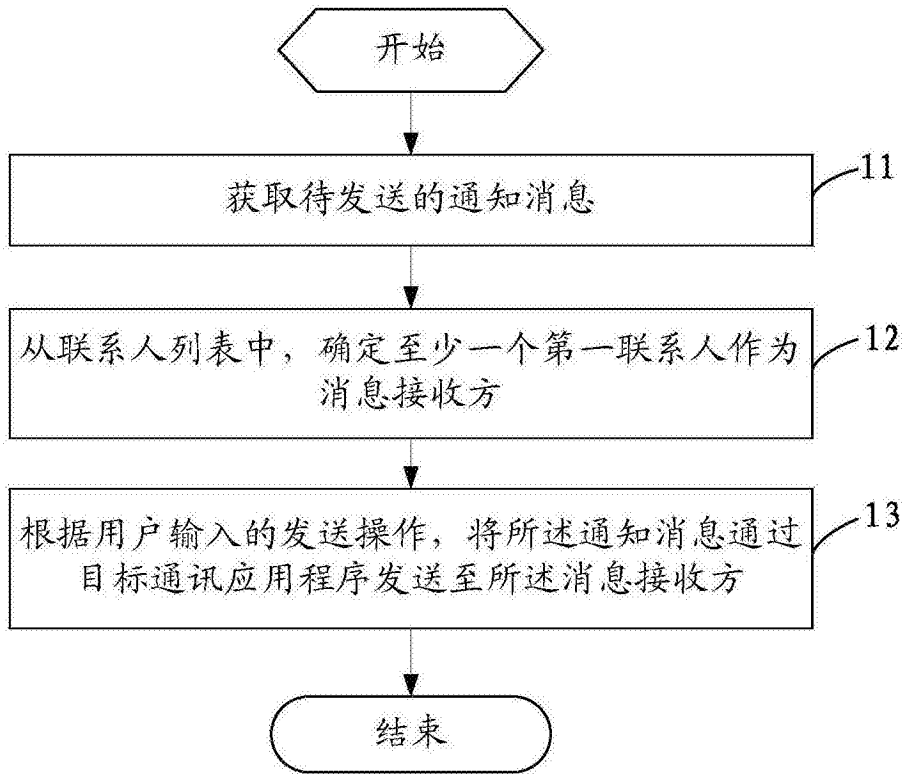 开始
获取待发送的通知消息
11
从联系人列表中，确定至少一个第一联系人作为
消息接收方
12
根据用户输入的发送操作，将所述通知消息通过
目标通讯应用程序发送至所述消息接收方
13
结束